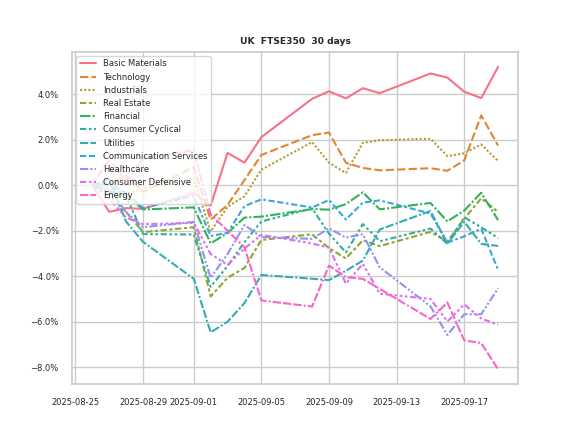 UK FTSE350 30 days
Basic Materials
Technology
Industrials
Real Estate
Financial
Consumer Cyclical
Utilities
Communication Services
Healthcare
Consumer Defensive
Energy
4.0%
2.0%
0.0%
−2.0%
−4.0%
−6.0%
−8.0%
2025-08-25 2025-08-29 2025-09-01 2025-09-05 2025-09-09 2025-09-13 2025-09-17